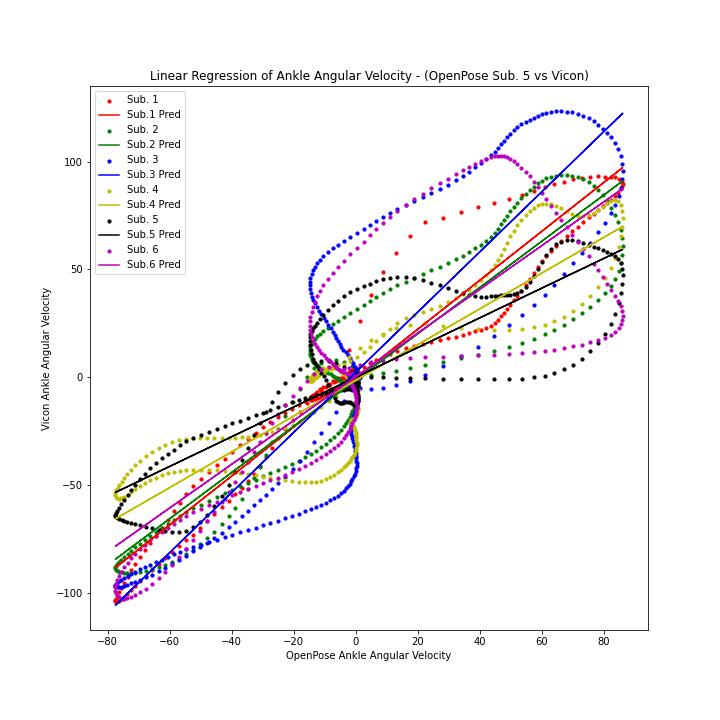 Linear Regression of Ankle Angular Velocity - (OpenPose Sub. 5 vs Vicon)
Sub. 1
Sub.1 Pred
Sub. 2
Sub.2 Pred
Sub. 3
Sub.3 Pred
Sub. 4
Sub.4 Pred
Sub. 5
Sub.5 Pred
Sub. 6
Sub.6 Pred
Vicon Ankle Angular Velocity
100
50
0
−50
−100
−80
−60
−40
−20
0
20
40
60
80
OpenPose Ankle Angular Velocity